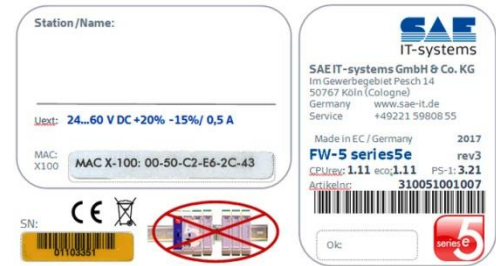 Station/Name:
Uext: 24...60 V DC +20% -15%/ 0,5 A
MAC:
X100
MAC X-100: 00-50-C2-E6-2C-43
SN:
CE
01103351
SAE
IT-systems
SAE IT-systems GmbH & Co. KG
Im Gewerbegebiet Pesch 14
50767 Köln (Cologne)
Germany www.sae-it.de
Service +49221 59808 55
Made in EC / Germany 2017
FW-5 series5e rev3
CPUrev: 1.11 eco:1.11 PS-1: 3.21
Artikelnr: 310051001007
Ok:
series e 5